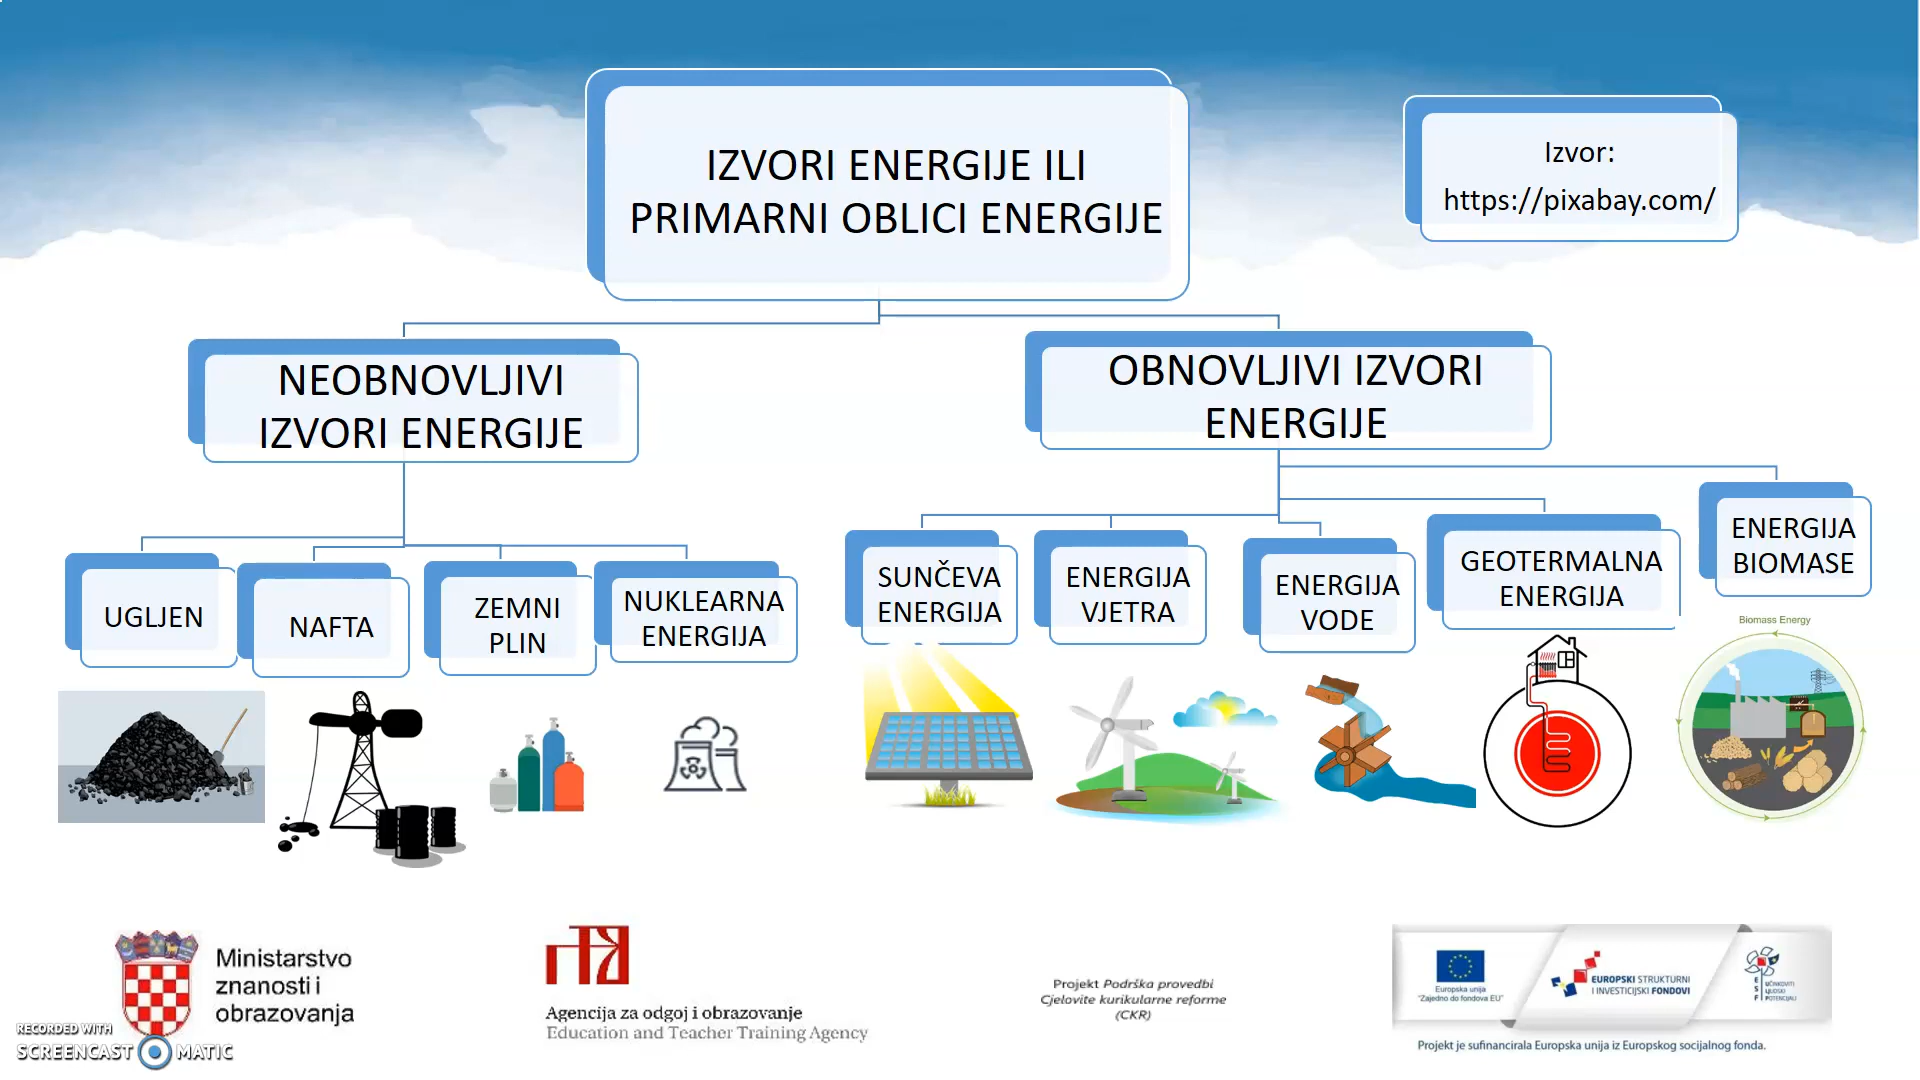 IZVORI ENERGIJE ILI
PRIMARNI OBLICI ENERGIJE
Izvor:
https://pixabay.com/
NEOBNOVLJIVI
IZVORI ENERGIJE
OBNOVLJIVI IZVORI
ENERGIJE
UGLJEN
NAFTA
ZEMNI
PLIN
NUKLEARNA
ENERGIJA
SUNČEVA
ENERGIJA
ENERGIJA
VJETRA
ENERGIJA
VODE
GEOTERMALNA
ENERGIJA
ENERGIJA
BIOMASE
Biomass Energy
Ministarstvo
znanosti i
obrazovanja
Agencija za odgoj i obrazovanje
Education and Teacher Training Agency
Projekt Podrška provedbi
Cjelovite kurikularne reforme
(CKR)
Europska unija
"Zajedno do fondova EU"
EUROPSKI STRUKTURNI
I INVESTICIJSKI FONDOVI
ESF
UČINKOVITI
LJUDSKI
POTENCIJALI
Projekt je sufinancirala Europska unija iz Europskog socijalnog fonda.
RECORDED WITH
SCREENCAST MATIC